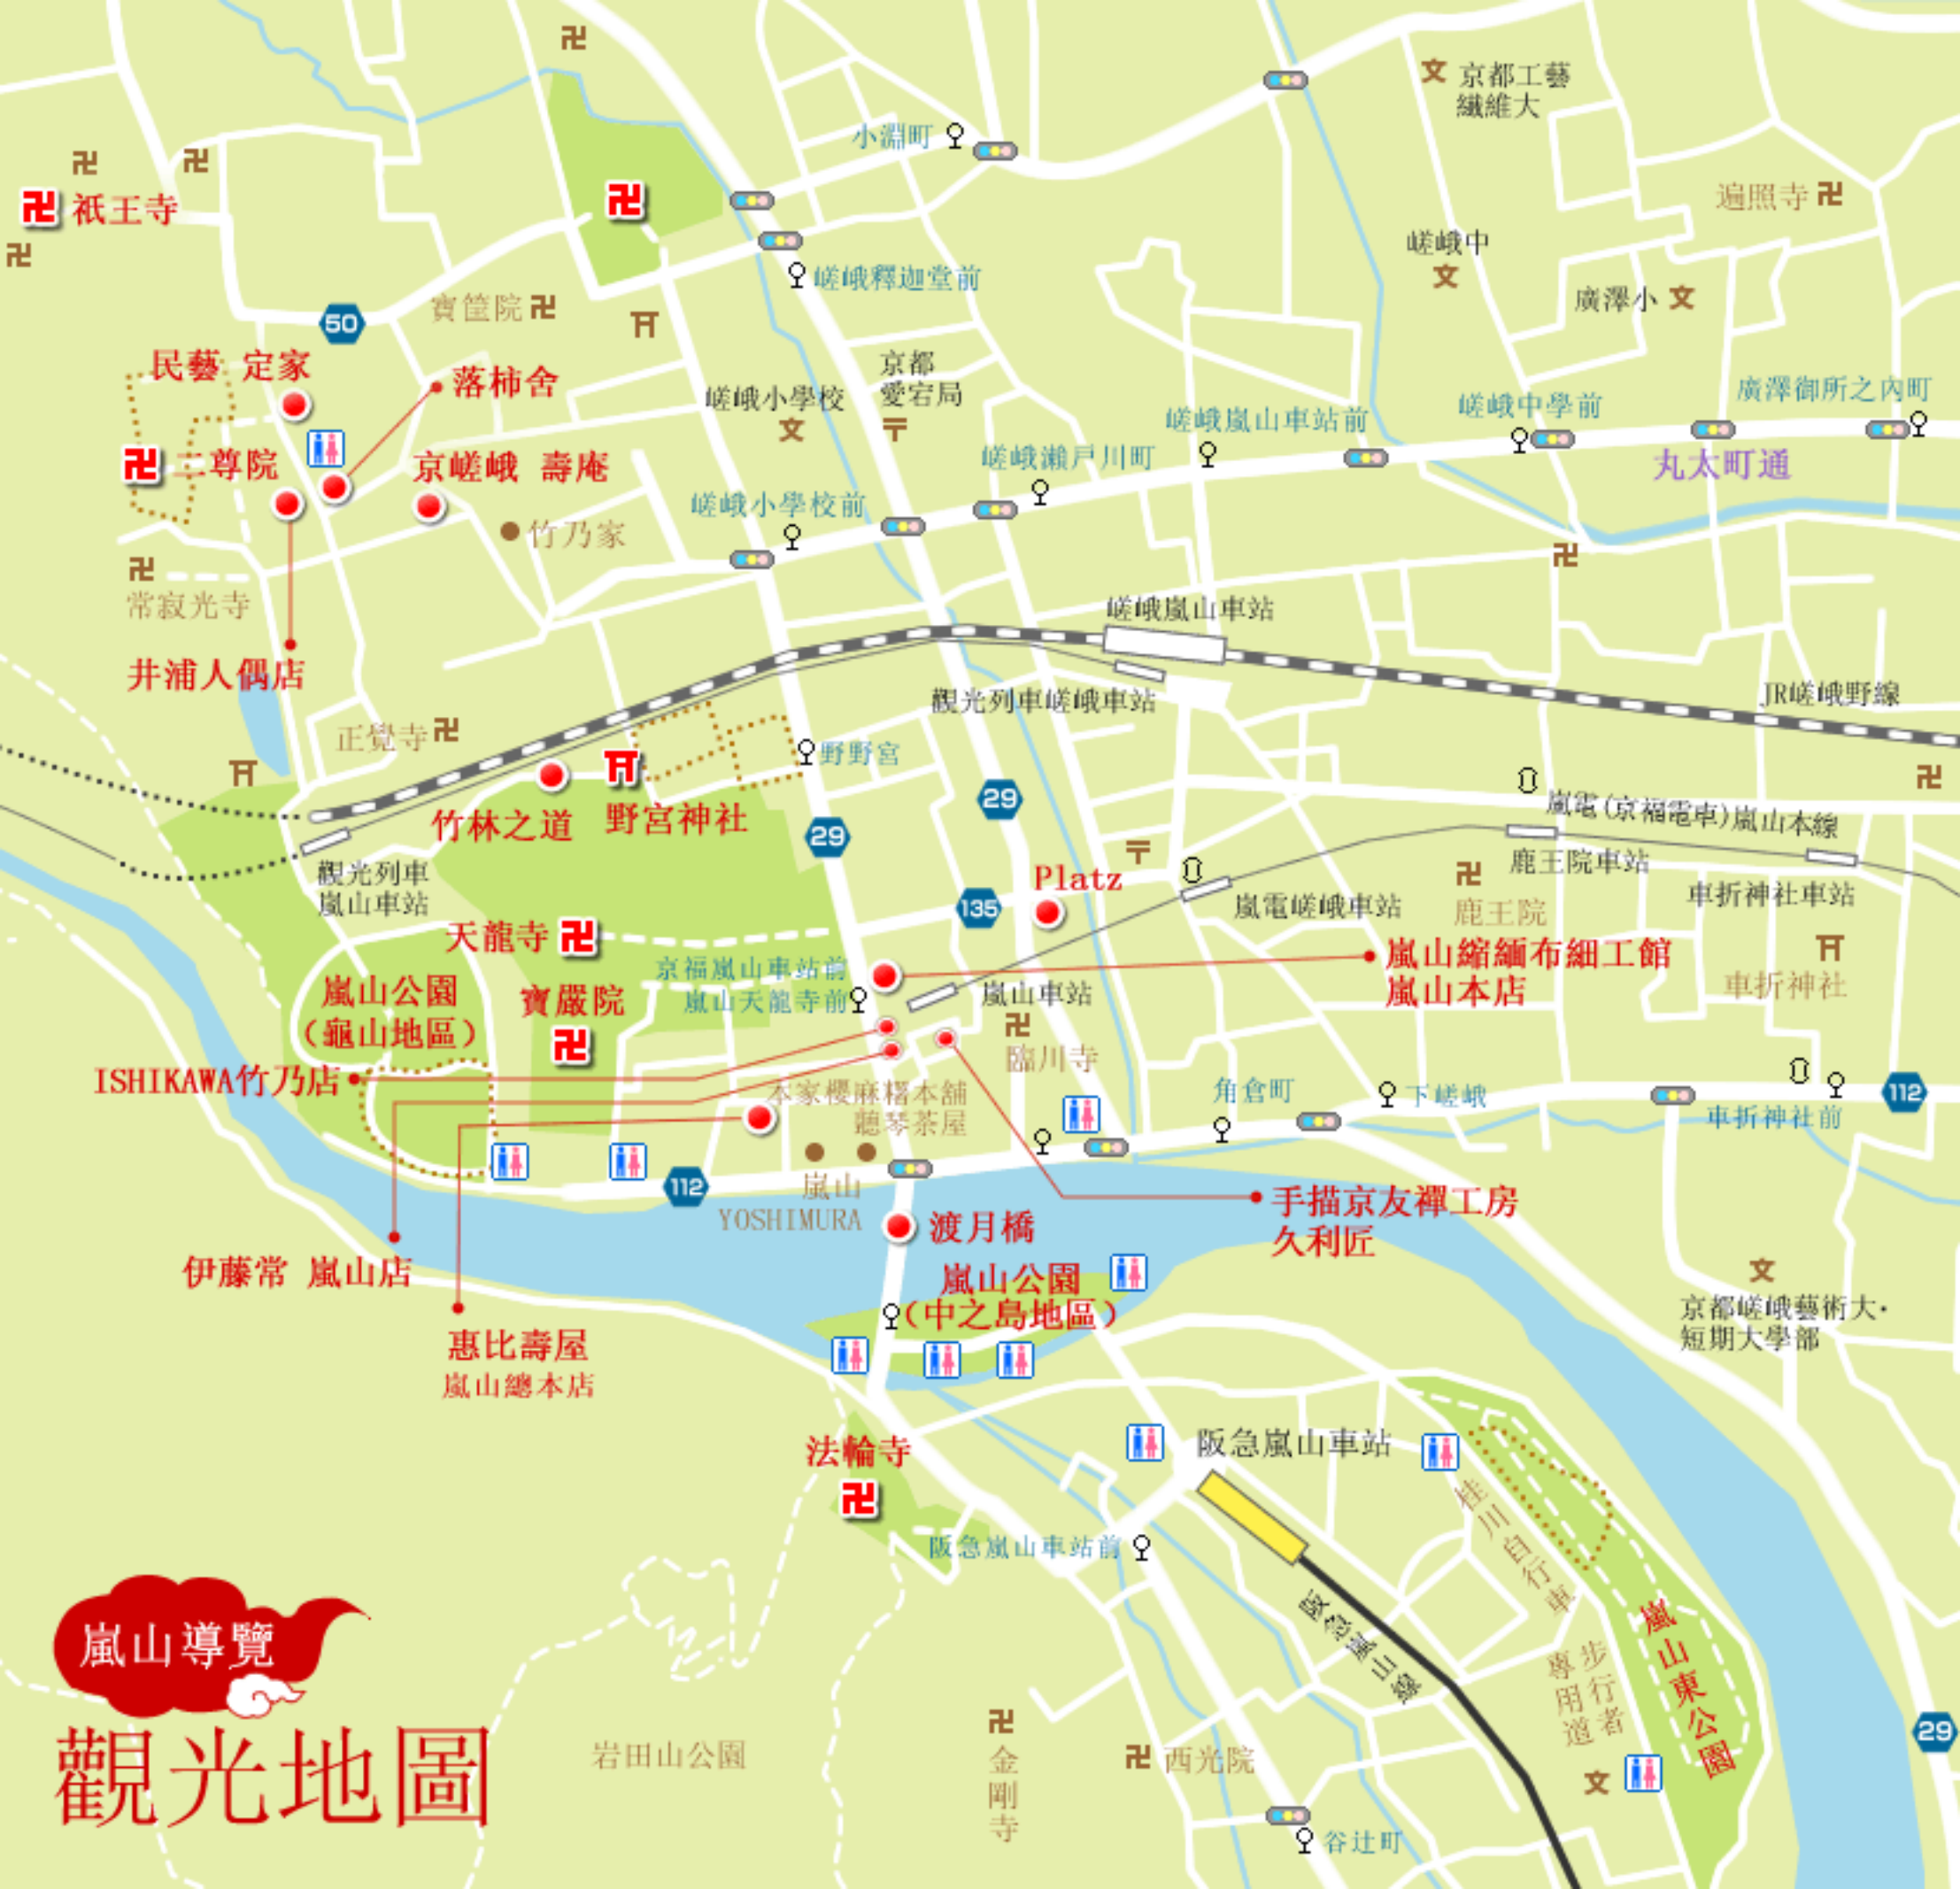 京都工藝
纖維大
小淵町
遍照寺
祇王寺
嵯峨中
嵯峨釋迦堂前
廣澤小
寶筐院
50
民藝 定家
落柿舍
嵯峨小學校
京都
愛宕局
嵯峨嵐山車站前
嵯峨中學前
廣澤御所之內町
丸太町通
二尊院
京嵯峨 壽庵
嵯峨瀨戸川町
嵯峨小學校前
竹乃家
常寂光寺
嵯峨嵐山車站
井浦人偶店
觀光列車嵯峨車站
JR嵯峨野線
正覺寺
野野宮
竹林之道
野宮神社
29
29
嵐電(京福電車)嵐山本線
鹿王院車站
車折神社車站
觀光列車
嵐山車站
Platz
135
嵐電嵯峨車站
鹿王院
天龍寺
京福嵐山車站前
嵐山天龍寺前
嵐山縮緬布細工館
嵐山本店
嵐山車站
車折神社
嵐山公園
(龜山地區)
寶嚴院
臨川寺
ISHIKAWA竹乃店
本家櫻麻糬本舖
聽琴茶屋
角倉町
下嵯峨
112
車折神社前
112
嵐山
YOSHIMURA
渡月橋
手描京友禪工房
久利匠
伊藤常 嵐山店
嵐山公園
(中之島地區)
京都嵯峨藝術大・
短期大學部
惠比壽屋
嵐山總本店
法輪寺
阪急嵐山車站
桂川自行車
步行者
專用道
阪急嵐山車站前
阪急嵐山線
嵐山東公園
嵐山導覽
觀光地圖
29
岩田山公園
金剛寺
西光院
谷辻町